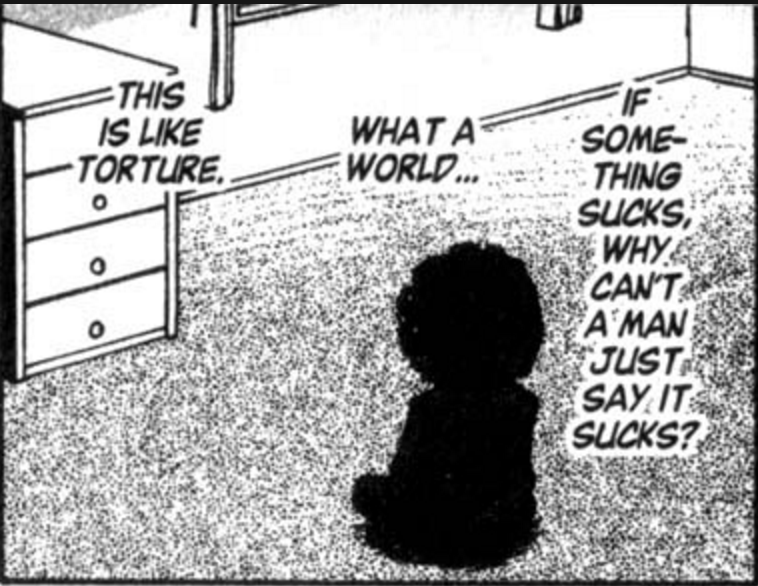 IF
SOME-
THING
SUCKS,
WHY
CAN'T
A MAN
JUST
SAY IT
SUCKS?
WHAT A
WORLD...
THIS
IS LIKE
TORTURE.